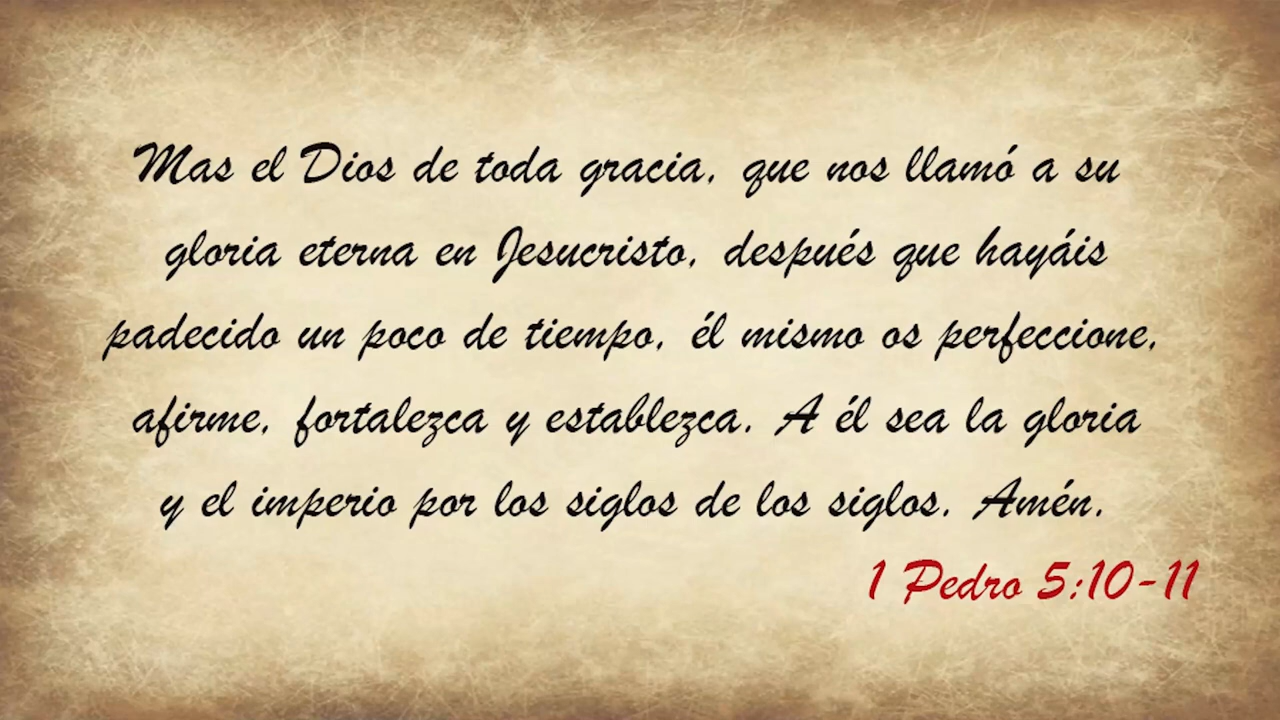 Mas el Dios de toda gracia, que nos llamó a su
gloria eterna en Jesucristo, después que hayáis
padecido un poco de tiempo, él mismo os perfeccione,
afirme, fortalezca y establezca. A él sea la gloria
y el imperio por los siglos de los siglos. Amén.
1 Pedro 5:10-11